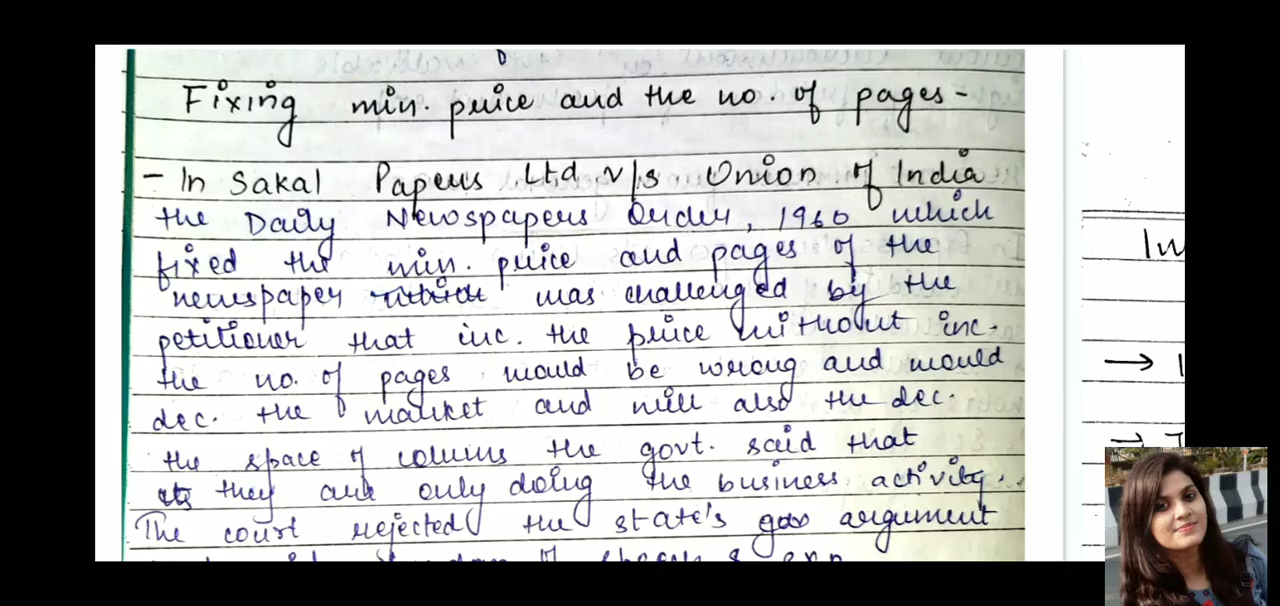 Fixing min. price and the no. of pages -
- In Sakal Papers Ltd. v/s Union of India
the Daily Newspapers Order, 1960 which
fixed the min. price and pages of the
newspaper which was challenged by the
petitioner that inc. the price without inc.
the no. of pages would be wrong and would
dec. the market and will also the dec.
the space of colums the govt. said that
they are only doing the business activity.
The court rejected the state's argument
In